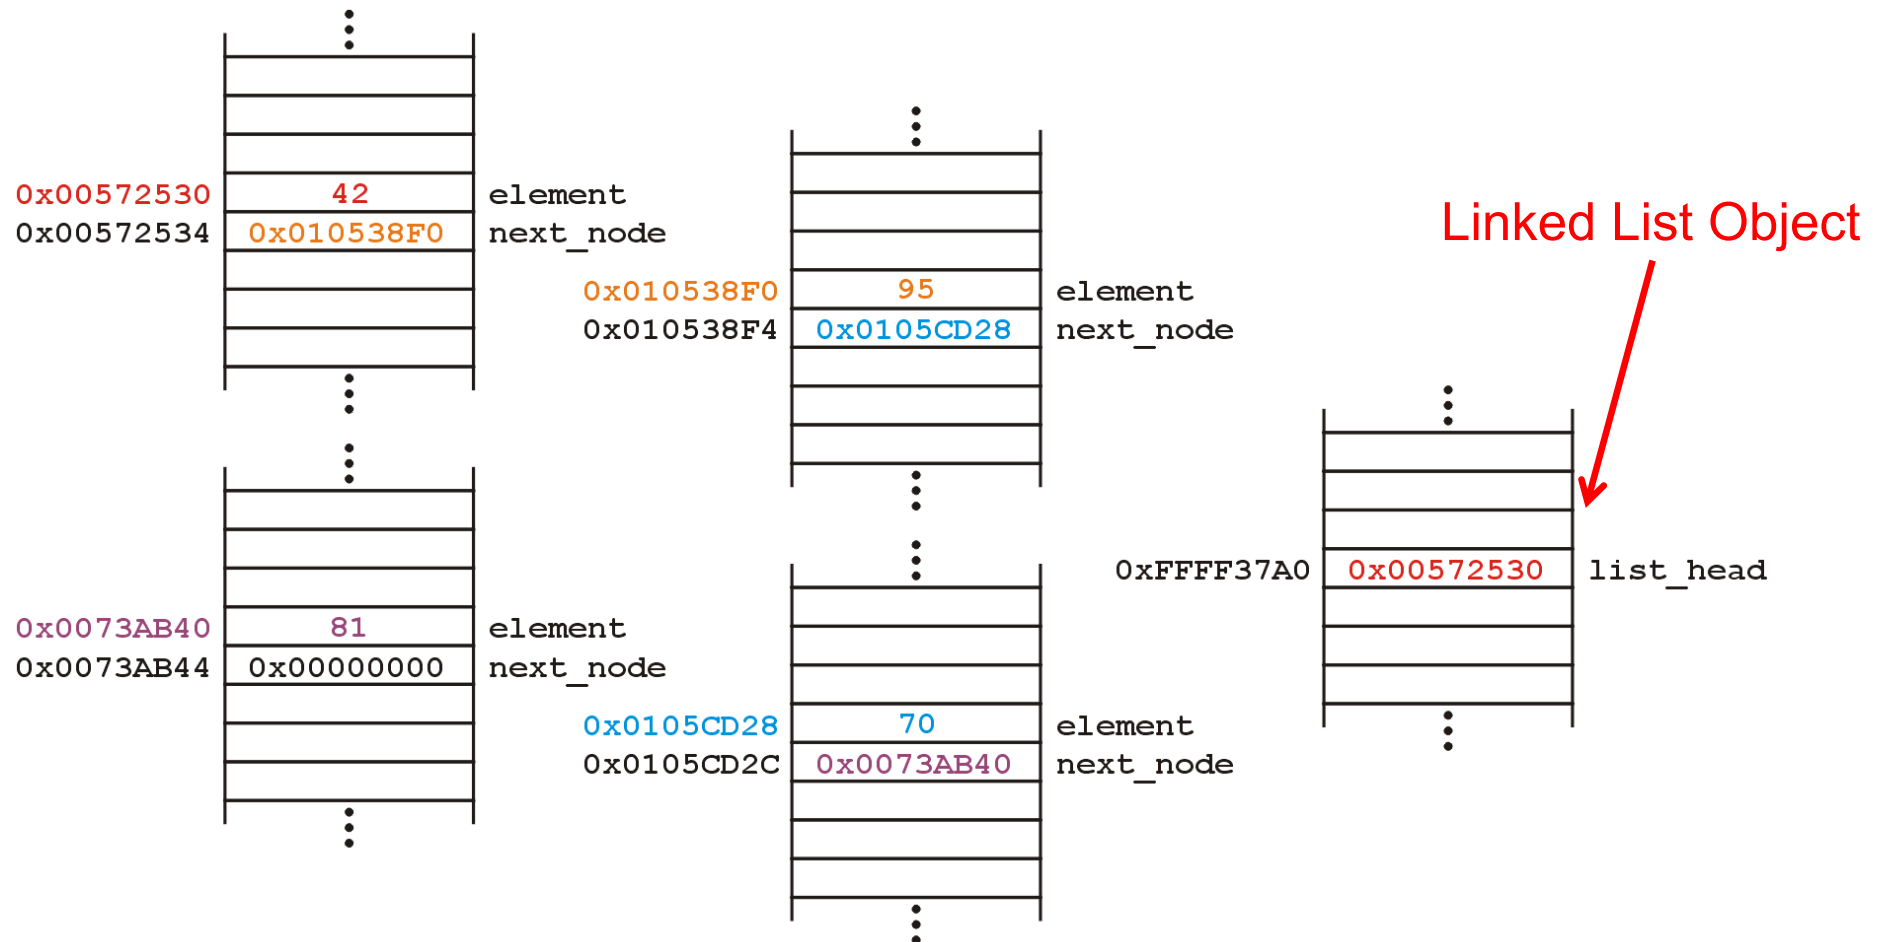 0x00572530 42 element
0x00572534 0x010538F0 next_node
0x0073AB40 81 element
0x0073AB44 0x00000000 next_node
0x010538F0 95 element
0x010538F4 0x0105CD28 next_node
0x0105CD28 70 element
0x0105CD2C 0x0073AB40 next_node
Linked List Object
0xFFFF37A0 0x00572530 list_head